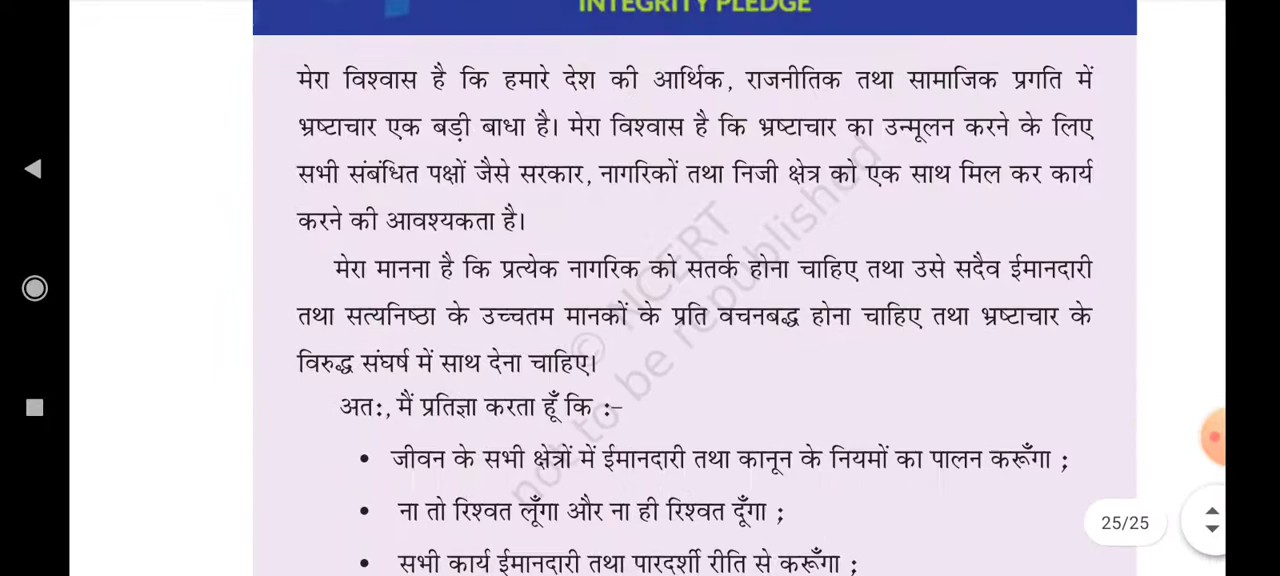 INTEGRITY PLEDGE
मेरा विश्वास है कि हमारे देश की आर्थिक, राजनीतिक तथा सामाजिक प्रगति में
भ्रष्टाचार एक बड़ी बाधा है। मेरा विश्वास है कि भ्रष्टाचार का उन्मूलन करने के लिए
सभी संबंधित पक्षों जैसे सरकार, नागरिकों तथा निजी क्षेत्र को एक साथ मिल कर कार्य
करने की आवश्यकता है।
मेरा मानना है कि प्रत्येक नागरिक को सतर्क होना चाहिए तथा उसे सदैव ईमानदारी
तथा सत्यनिष्ठा के उच्चतम मानकों के प्रति वचनबद्ध होना चाहिए तथा भ्रष्टाचार के
विरुद्ध संघर्ष में साथ देना चाहिए।
अत:, मैं प्रतिज्ञा करता हूँ कि :–
• जीवन के सभी क्षेत्रों में ईमानदारी तथा कानून के नियमों का पालन करूँगा ;
• ना तो रिश्वत लूँगा और ना ही रिश्वत दूँगा ;
• सभी कार्य ईमानदारी तथा पारदर्शी रीति से करूँगा ;
© NCERT
not to be republished
25/25